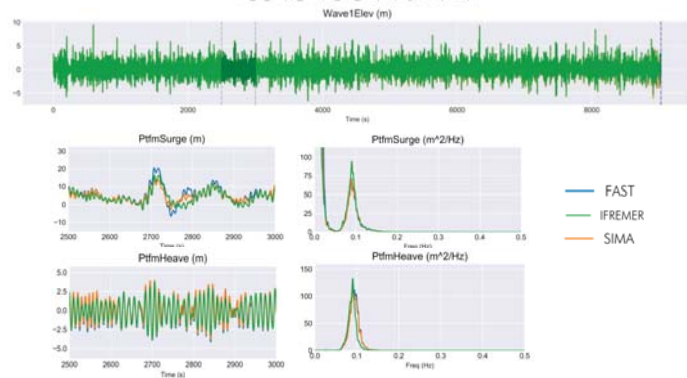 Wave1Elev (m)
10
5
0
-5
0 2000 4000 6000 8000
Time (s)
PtfmSurge (m)
30
20
10
0
-10
2500 2600 2700 2800 2900 3000
Time (s)
PtfmSurge (m^2/Hz)
100
75
50
25
0
0.0 0.1 0.2 0.3 0.4 0.5
Freq (Hz)
FAST
IFREMER
SIMA
PtfmHeave (m)
5.0
2.5
0.0
-2.5
-5.0
2500 2600 2700 2800 2900 3000
Time (s)
PtfmHeave (m^2/Hz)
150
100
50
0
0.0 0.1 0.2 0.3 0.4 0.5
Freq (Hz)